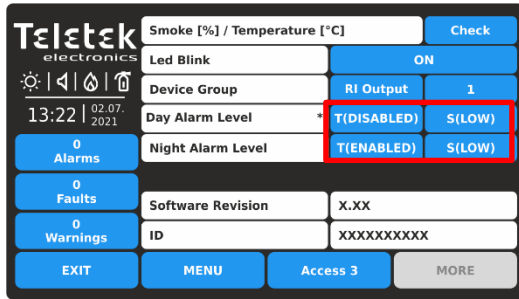 Teletek
electronics
13:22 02.07.
2021
0
Alarms
0
Faults
0
Warnings
Smoke [%] / Temperature [°C] Check
Led Blink ON
Device Group RI Output 1
Day Alarm Level * T(DISABLED) S(LOW)
Night Alarm Level T(ENABLED) S(LOW)
Software Revision X.XX
ID XXXXXXXXXX
EXIT MENU Access 3 MORE